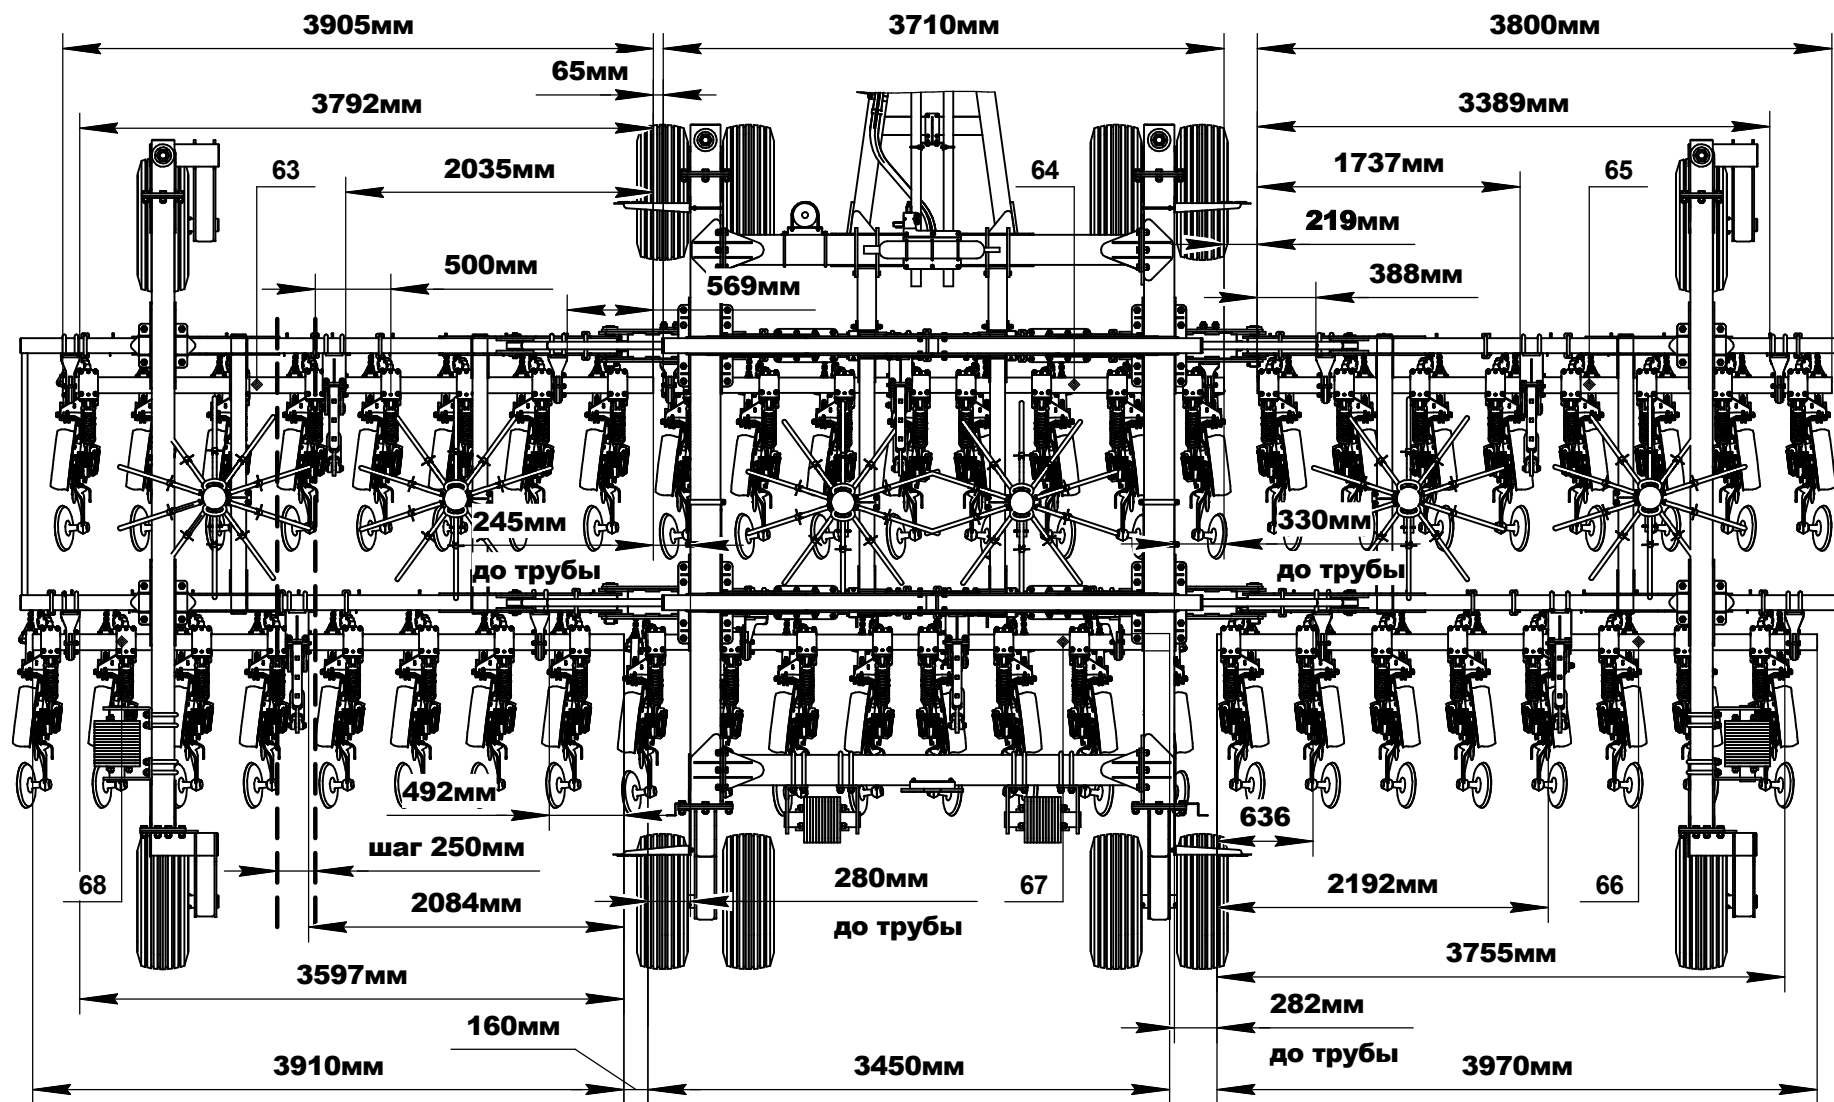 3905мм
3710мм
3800мм
65мм
3792мм
3389мм
63
2035мм
64
1737мм
65
219мм
500мм
569мм
388мм
245мм
до трубы
330мм
до трубы
492мм
636
шаг 250мм
68
280мм
до трубы
67
2192мм
66
2084мм
3597мм
3755мм
160мм
282мм
до трубы
3910мм
3450мм
3970мм